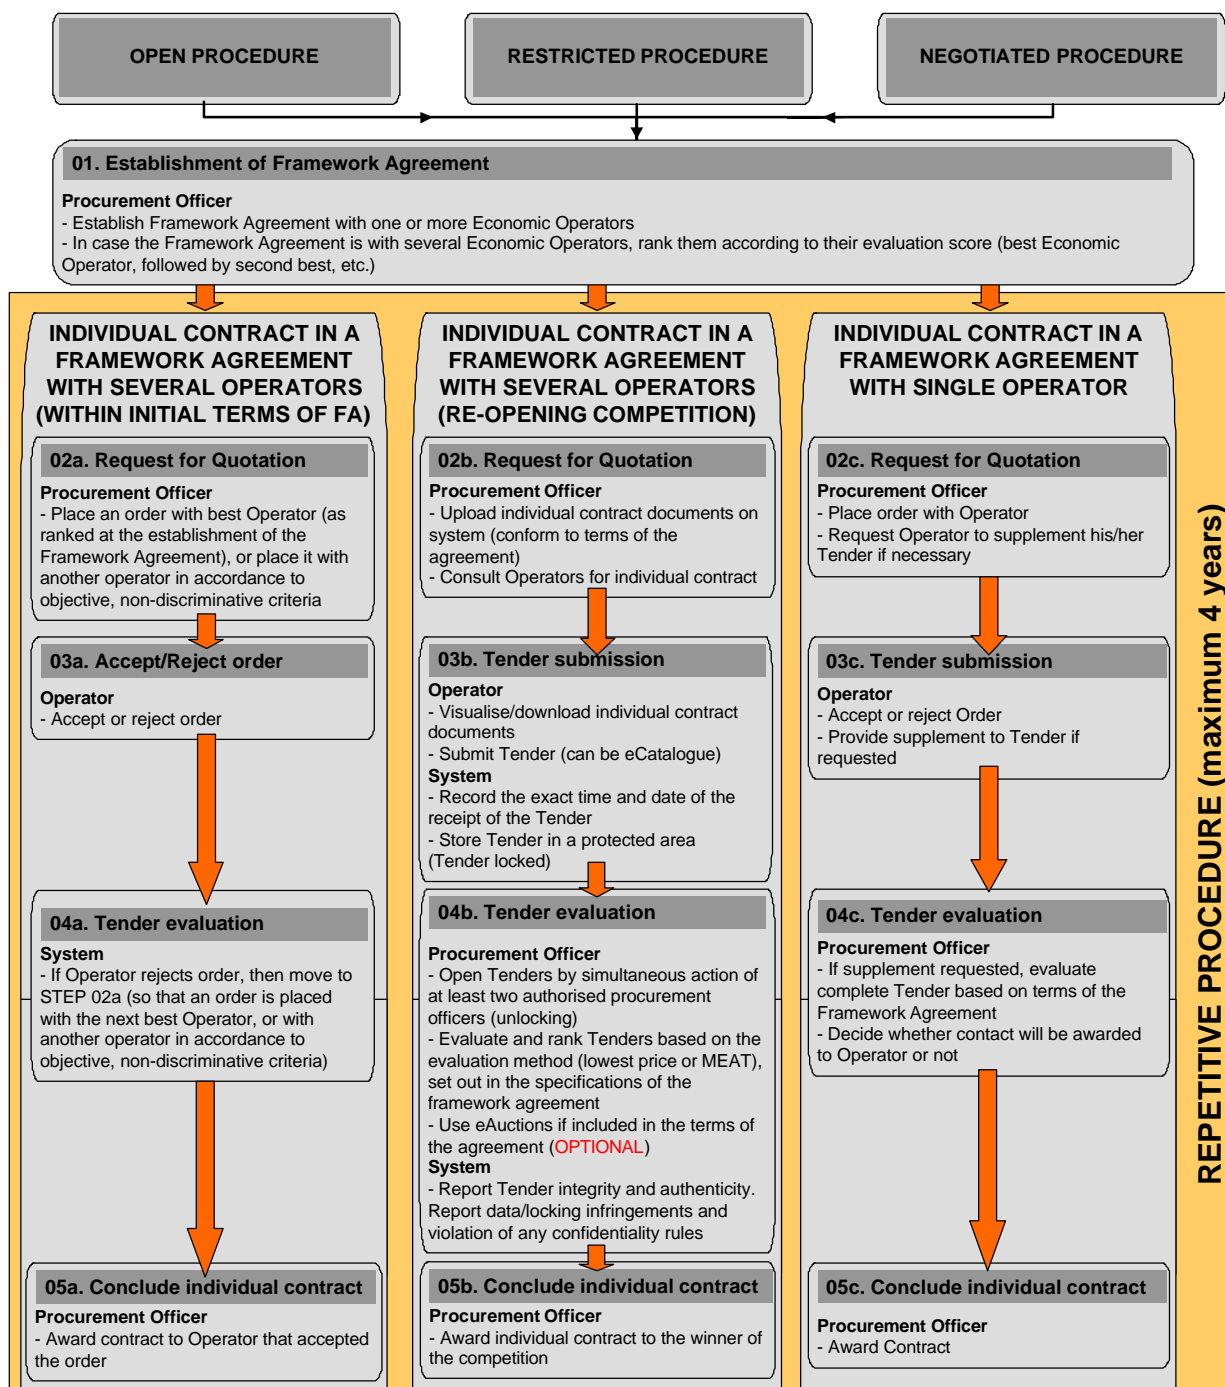 OPEN PROCEDURE
RESTRICTED PROCEDURE
NEGOTIATED PROCEDURE
01. Establishment of Framework Agreement
Procurement Officer
- Establish Framework Agreement with one or more Economic Operators
- In case the Framework Agreement is with several Economic Operators, rank them according to their evaluation score (best Economic
Operator, followed by second best, etc.)
INDIVIDUAL CONTRACT IN A
FRAMEWORK AGREEMENT
WITH SEVERAL OPERATORS
(WITHIN INITIAL TERMS OF FA)
02a. Request for Quotation
Procurement Officer
- Place an order with best Operator (as
ranked at the establishment of the
Framework Agreement), or place it with
another operator in accordance to
objective, non-discriminative criteria
03a. Accept/Reject order
Operator
- Accept or reject order
04a. Tender evaluation
System
- If Operator rejects order, then move to
STEP 02a (so that an order is placed
with the next best Operator, or with
another operator in accordance to
objective, non-discriminative criteria)
05a. Conclude individual contract
Procurement Officer
- Award contract to Operator that accepted
the order
INDIVIDUAL CONTRACT IN A
FRAMEWORK AGREEMENT
WITH SEVERAL OPERATORS
(RE-OPENING COMPETITION)
02b. Request for Quotation
Procurement Officer
- Upload individual contract documents on
system (conform to terms of the
agreement)
- Consult Operators for individual contract
03b. Tender submission
Operator
- Visualise/download individual contract
documents
- Submit Tender (can be eCatalogue)
System
- Record the exact time and date of the
receipt of the Tender
- Store Tender in a protected area
(Tender locked)
04b. Tender evaluation
Procurement Officer
- Open Tenders by simultaneous action of
at least two authorised procurement
officers (unlocking)
- Evaluate and rank Tenders based on the
evaluation method (lowest price or MEAT),
set out in the specifications of the
framework agreement
- Use eAuctions if included in the terms of
the agreement (OPTIONAL)
System
- Report Tender integrity and authenticity.
Report data/locking infringements and
violation of any confidentiality rules
05b. Conclude individual contract
Procurement Officer
- Award individual contract to the winner of
the competition
INDIVIDUAL CONTRACT IN A
FRAMEWORK AGREEMENT
WITH SINGLE OPERATOR
02c. Request for Quotation
Procurement Officer
- Place order with Operator
- Request Operator to supplement his/her
Tender if necessary
03c. Tender submission
Operator
- Accept or reject Order
- Provide supplement to Tender if
requested
04c. Tender evaluation
Procurement Officer
- If supplement requested, evaluate
complete Tender based on terms of the
Framework Agreement
- Decide whether contact will be awarded
to Operator or not
05c. Conclude individual contract
Procurement Officer
- Award Contract
REPETITIVE PROCEDURE (maximum 4 years)